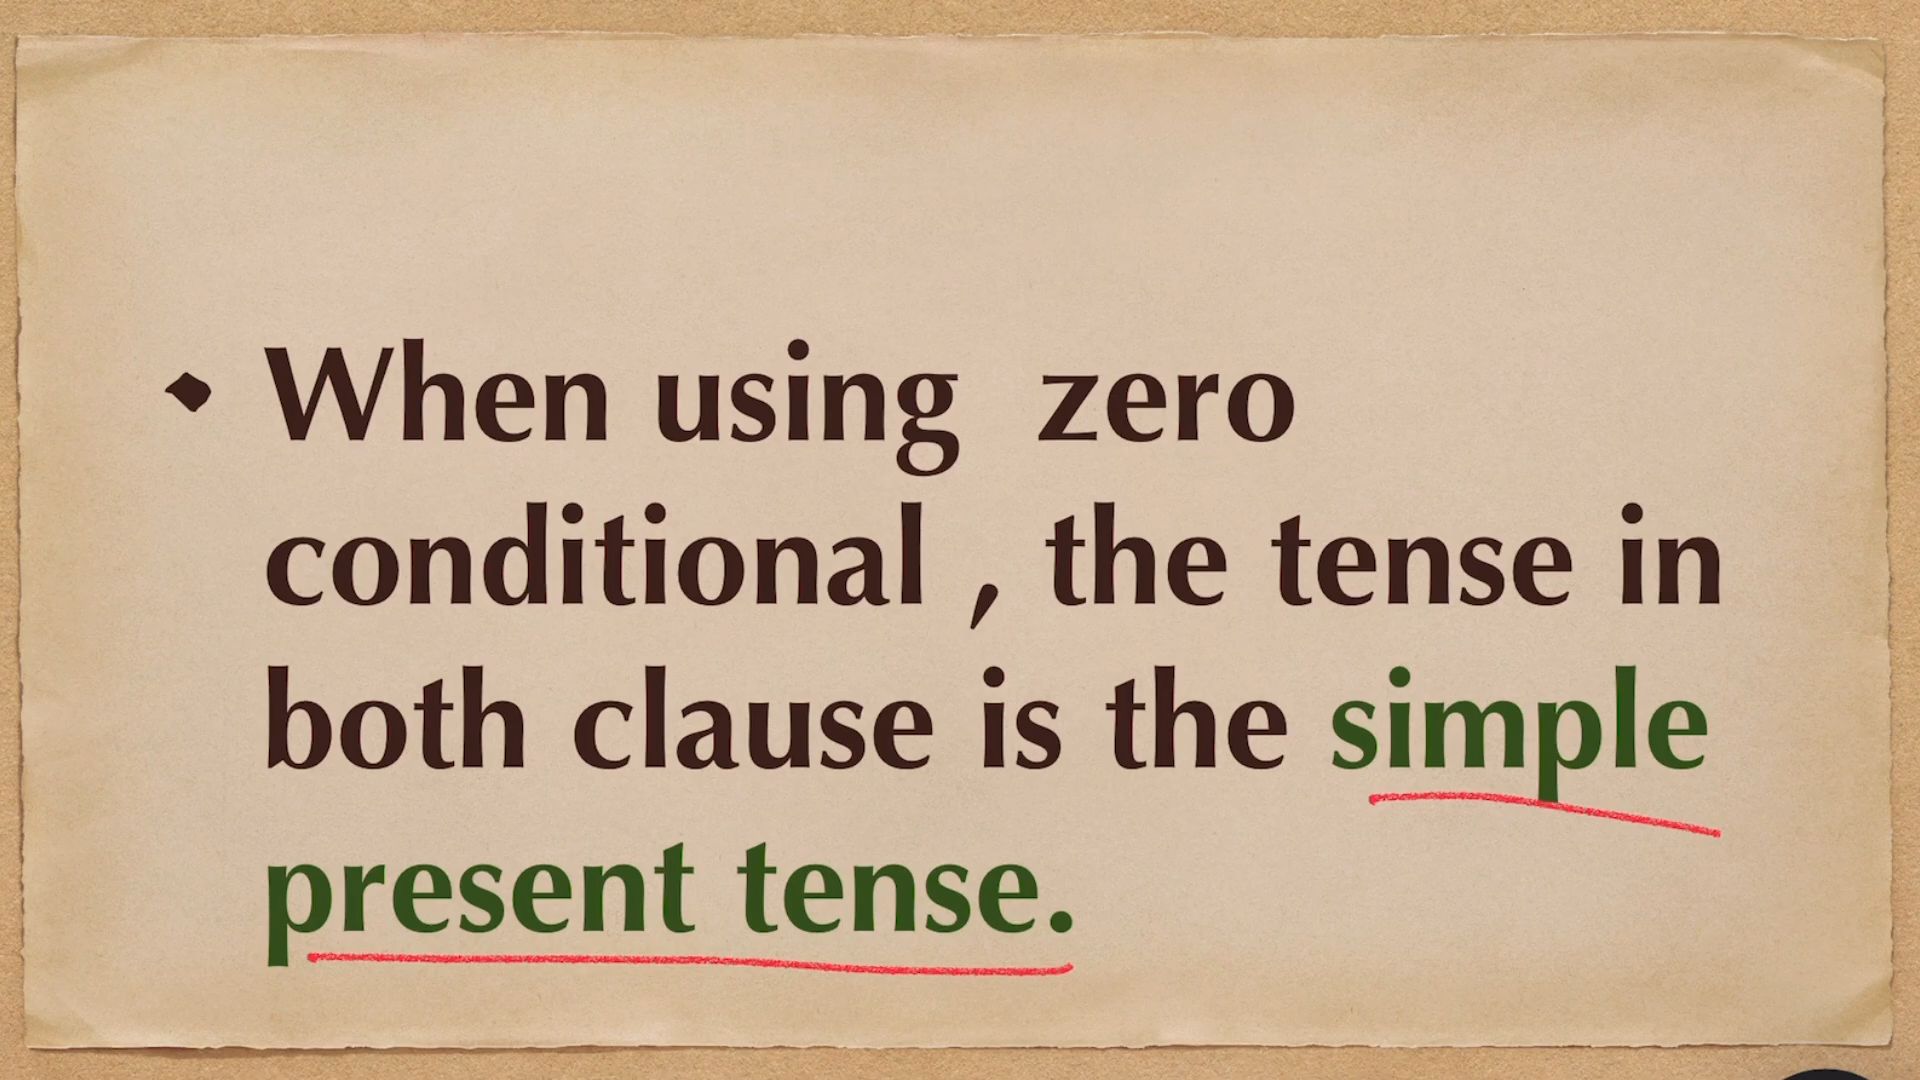 When using zero
conditional , the tense in
both clause is the simple
present tense.